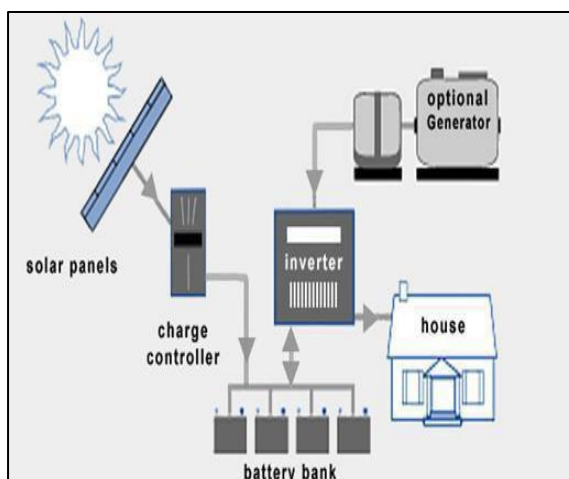 optional
Generator
solar panels
inverter
charge
controller
house
battery bank